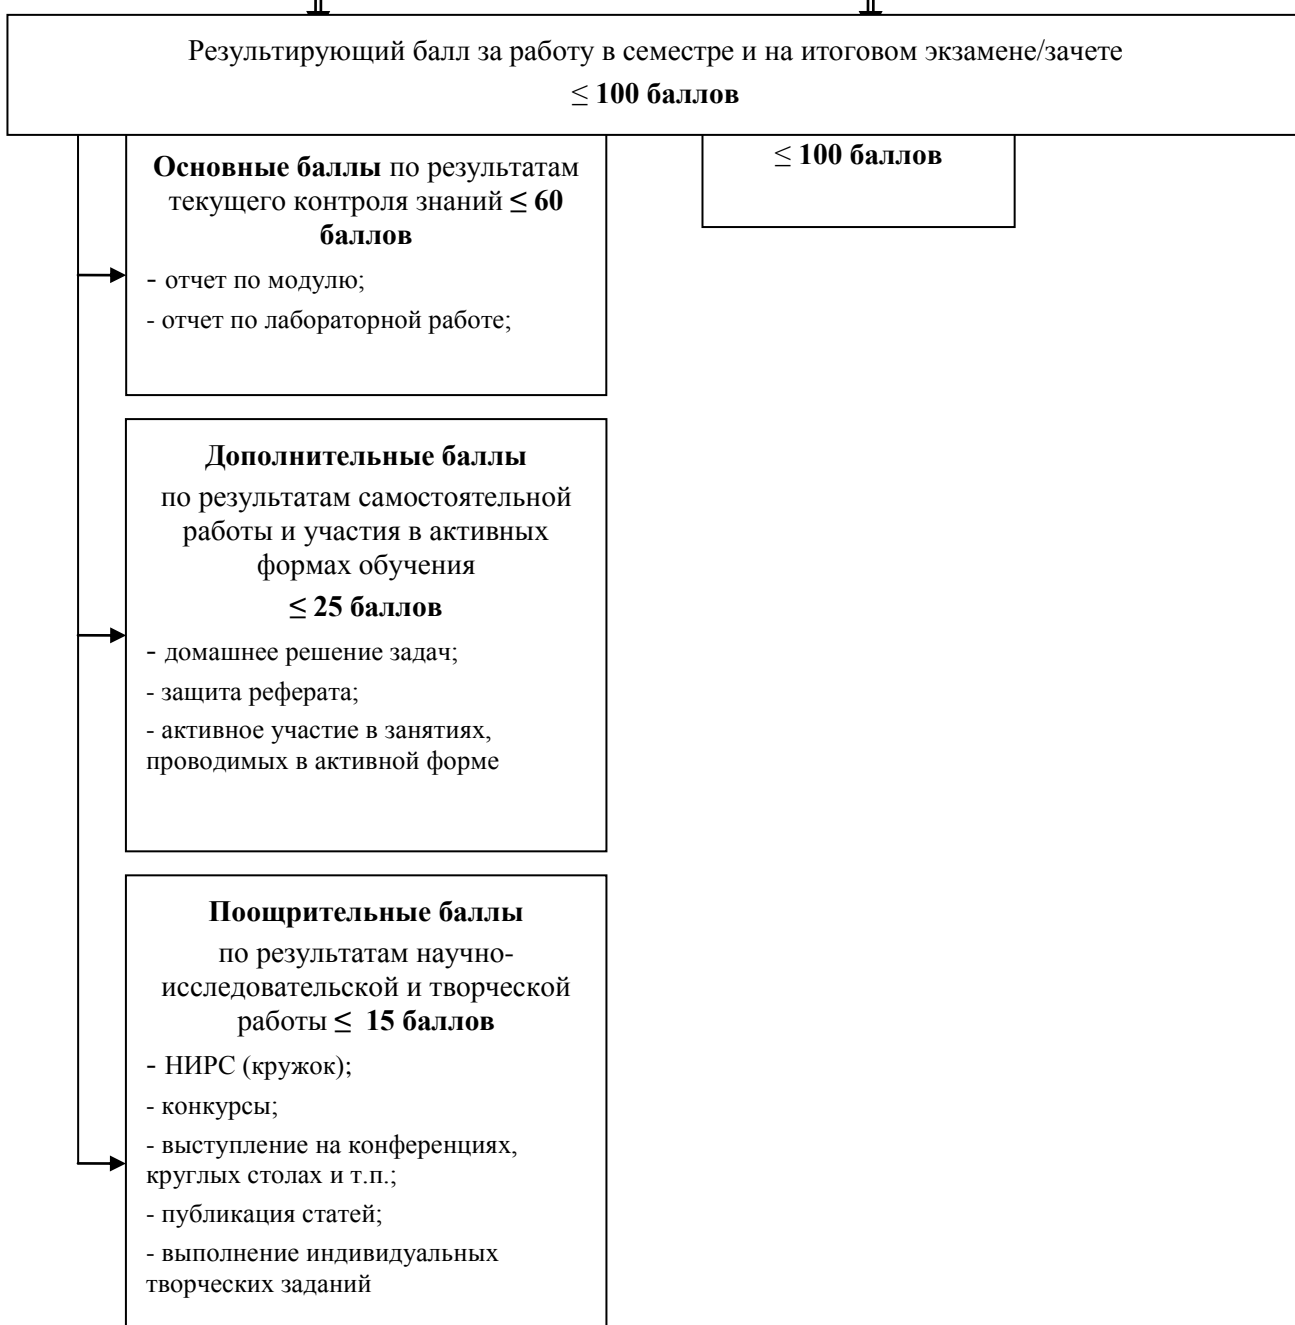 Результирующий балл за работу в семестре и на итоговом экзамене/зачете
≤ 100 баллов
Основные баллы по результатам
текущего контроля знаний ≤ 60
баллов
- отчет по модулю;
- отчет по лабораторной работе;
≤ 100 баллов
Дополнительные баллы
по результатам самостоятельной
работы и участия в активных
формах обучения
≤ 25 баллов
- домашнее решение задач;
- защита реферата;
- активное участие в занятиях,
проводимых в активной форме
Поощрительные баллы
по результатам научно-
исследовательской и творческой
работы ≤ 15 баллов
- НИРС (кружок);
- конкурсы;
- выступление на конференциях,
круглых столах и т.п.;
- публикация статей;
- выполнение индивидуальных
творческих заданий